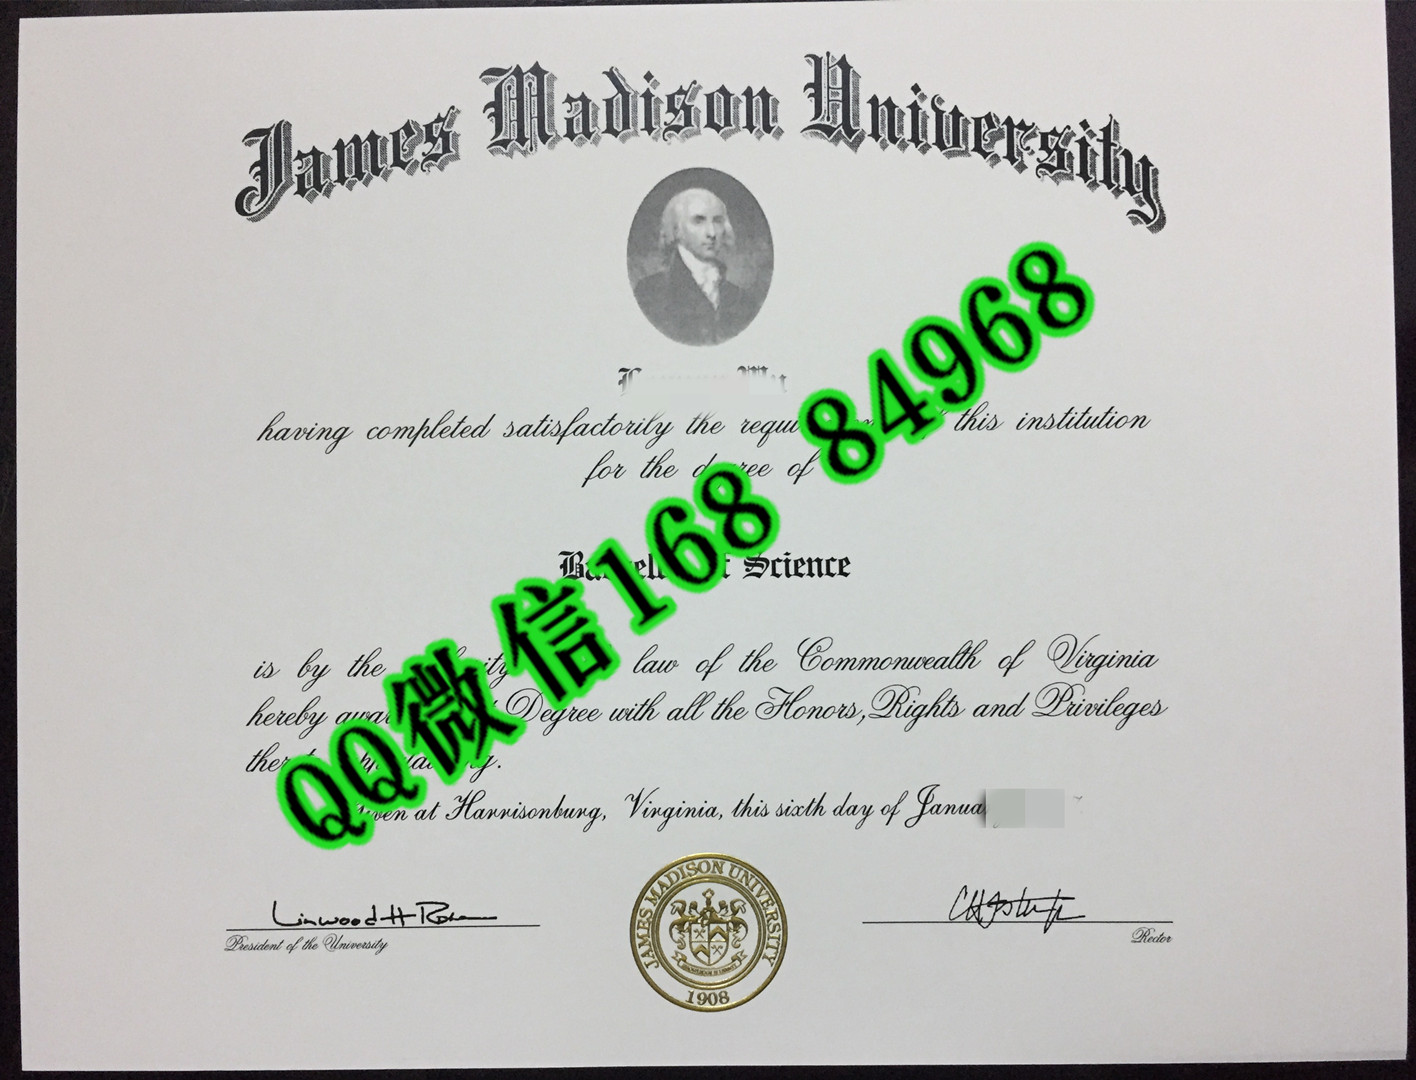 James Madison University
having completed satisfactorily the this institution
for the of
Science
QQ微信168 84968
is by the law of the Commonwealth of Virginia
hereby Degree with all the Honors, Rights and Privileges
at Harrisonburg, Virginia, this sixth day of
Linwood H
President of the University
Rector
JAMES MADISON UNIVERSITY
1908